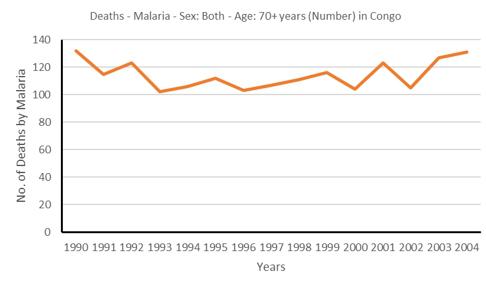 Deaths - Malaria - Sex: Both - Age: 70+ years (Number) in Congo
140
120
100
80
60
40
20
0
No. of Deaths by Malaria
1990 1991 1992 1993 1994 1995 1996 1997 1998 1999 2000 2001 2002 2003 2004
Years